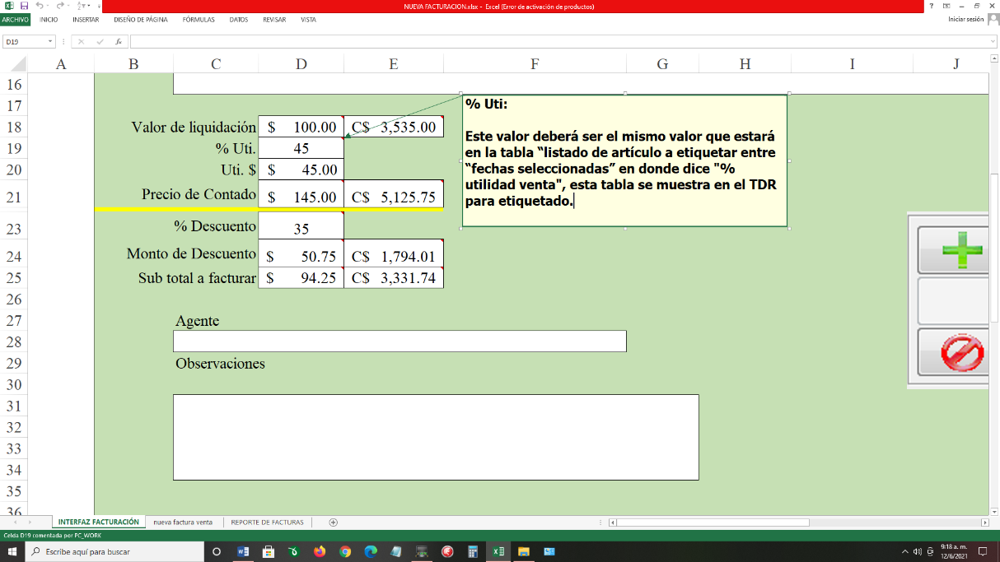 NUEVA FACTURACION.xlsx - Excel (Error de activación de productos)
ARCHIVO INICIO INSERTAR DISEÑO DE PÁGINA FÓRMULAS DATOS REVISAR VISTA Iniciar sesión
D19 fx
A B C D E F G H I J
16
17
18 Valor de liquidación $ 100.00 C$ 3,535.00
19 % Uti. 45
20 Uti. $ $ 45.00
21 Precio de Contado $ 145.00 C$ 5,125.75
23 % Descuento 35
24 Monto de Descuento $ 50.75 C$ 1,794.01
25 Sub total a facturar $ 94.25 C$ 3,331.74
% Uti:
Este valor deberá ser el mismo valor que estará
en la tabla “listado de artículo a etiquetar entre
“fechas seleccionadas” en donde dice "%
utilidad venta", esta tabla se muestra en el TDR
para etiquetado.
26
27 Agente
28
29 Observaciones
30
31
32
33
34
35
36
INTERFAZ FACTURACIÓN nueva factura venta REPORTE DE FACTURAS
Celda D19 comentada por PC_WORK
Escribe aquí para buscar
9:18 a. m.
12/6/2021